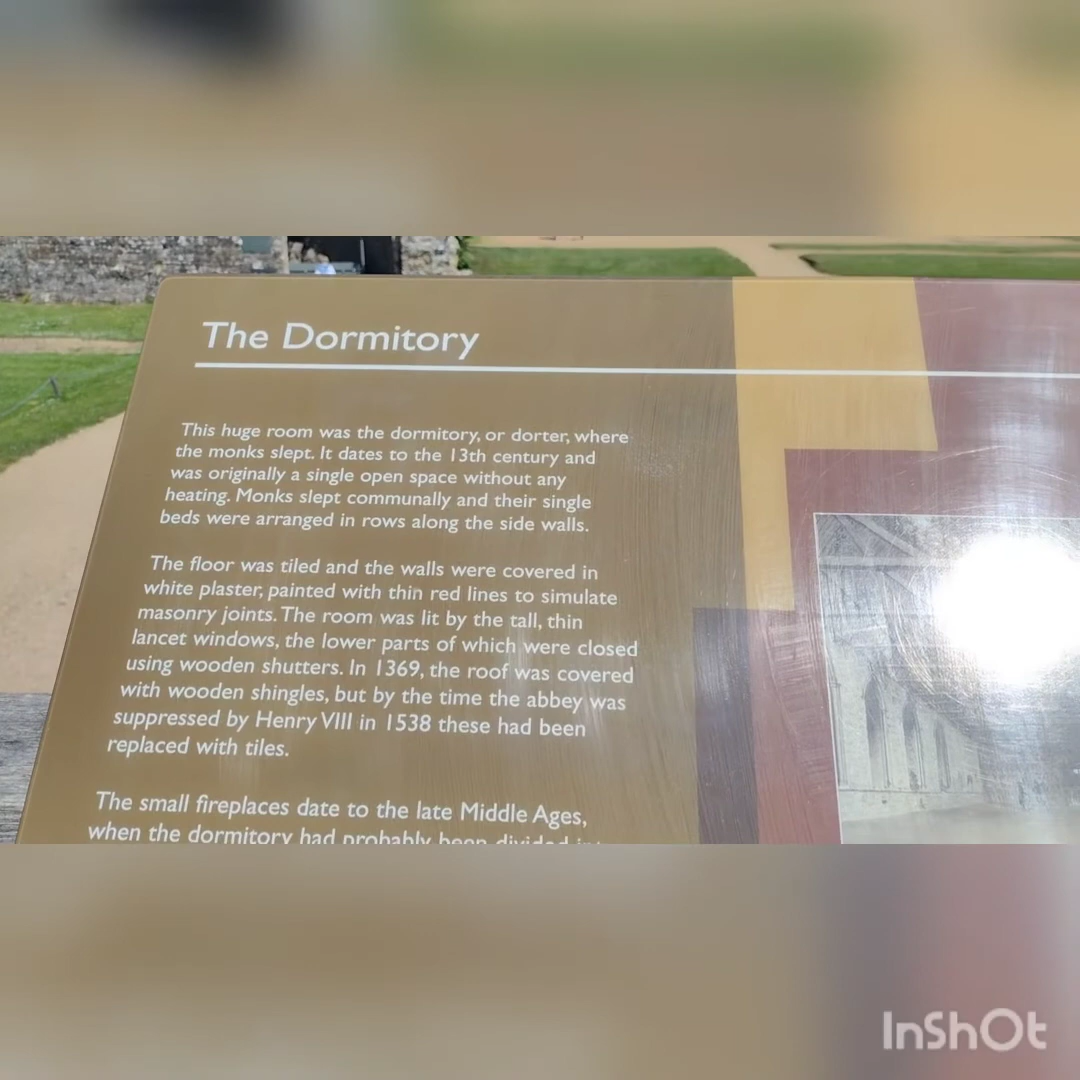 The Dormitory
This huge room was the dormitory, or dorter, where
the monks slept. It dates to the 13th century and
was originally a single open space without any
heating. Monks slept communally and their single
beds were arranged in rows along the side walls.
The floor was tiled and the walls were covered in
white plaster, painted with thin red lines to simulate
masonry joints. The room was lit by the tall, thin
lancet windows, the lower parts of which were closed
using wooden shutters. In 1369, the roof was covered
with wooden shingles, but by the time the abbey was
suppressed by Henry VIII in 1538 these had been
replaced with tiles.
The small fireplaces date to the late Middle Ages,
when the dormitory had probably been divided
InShOt